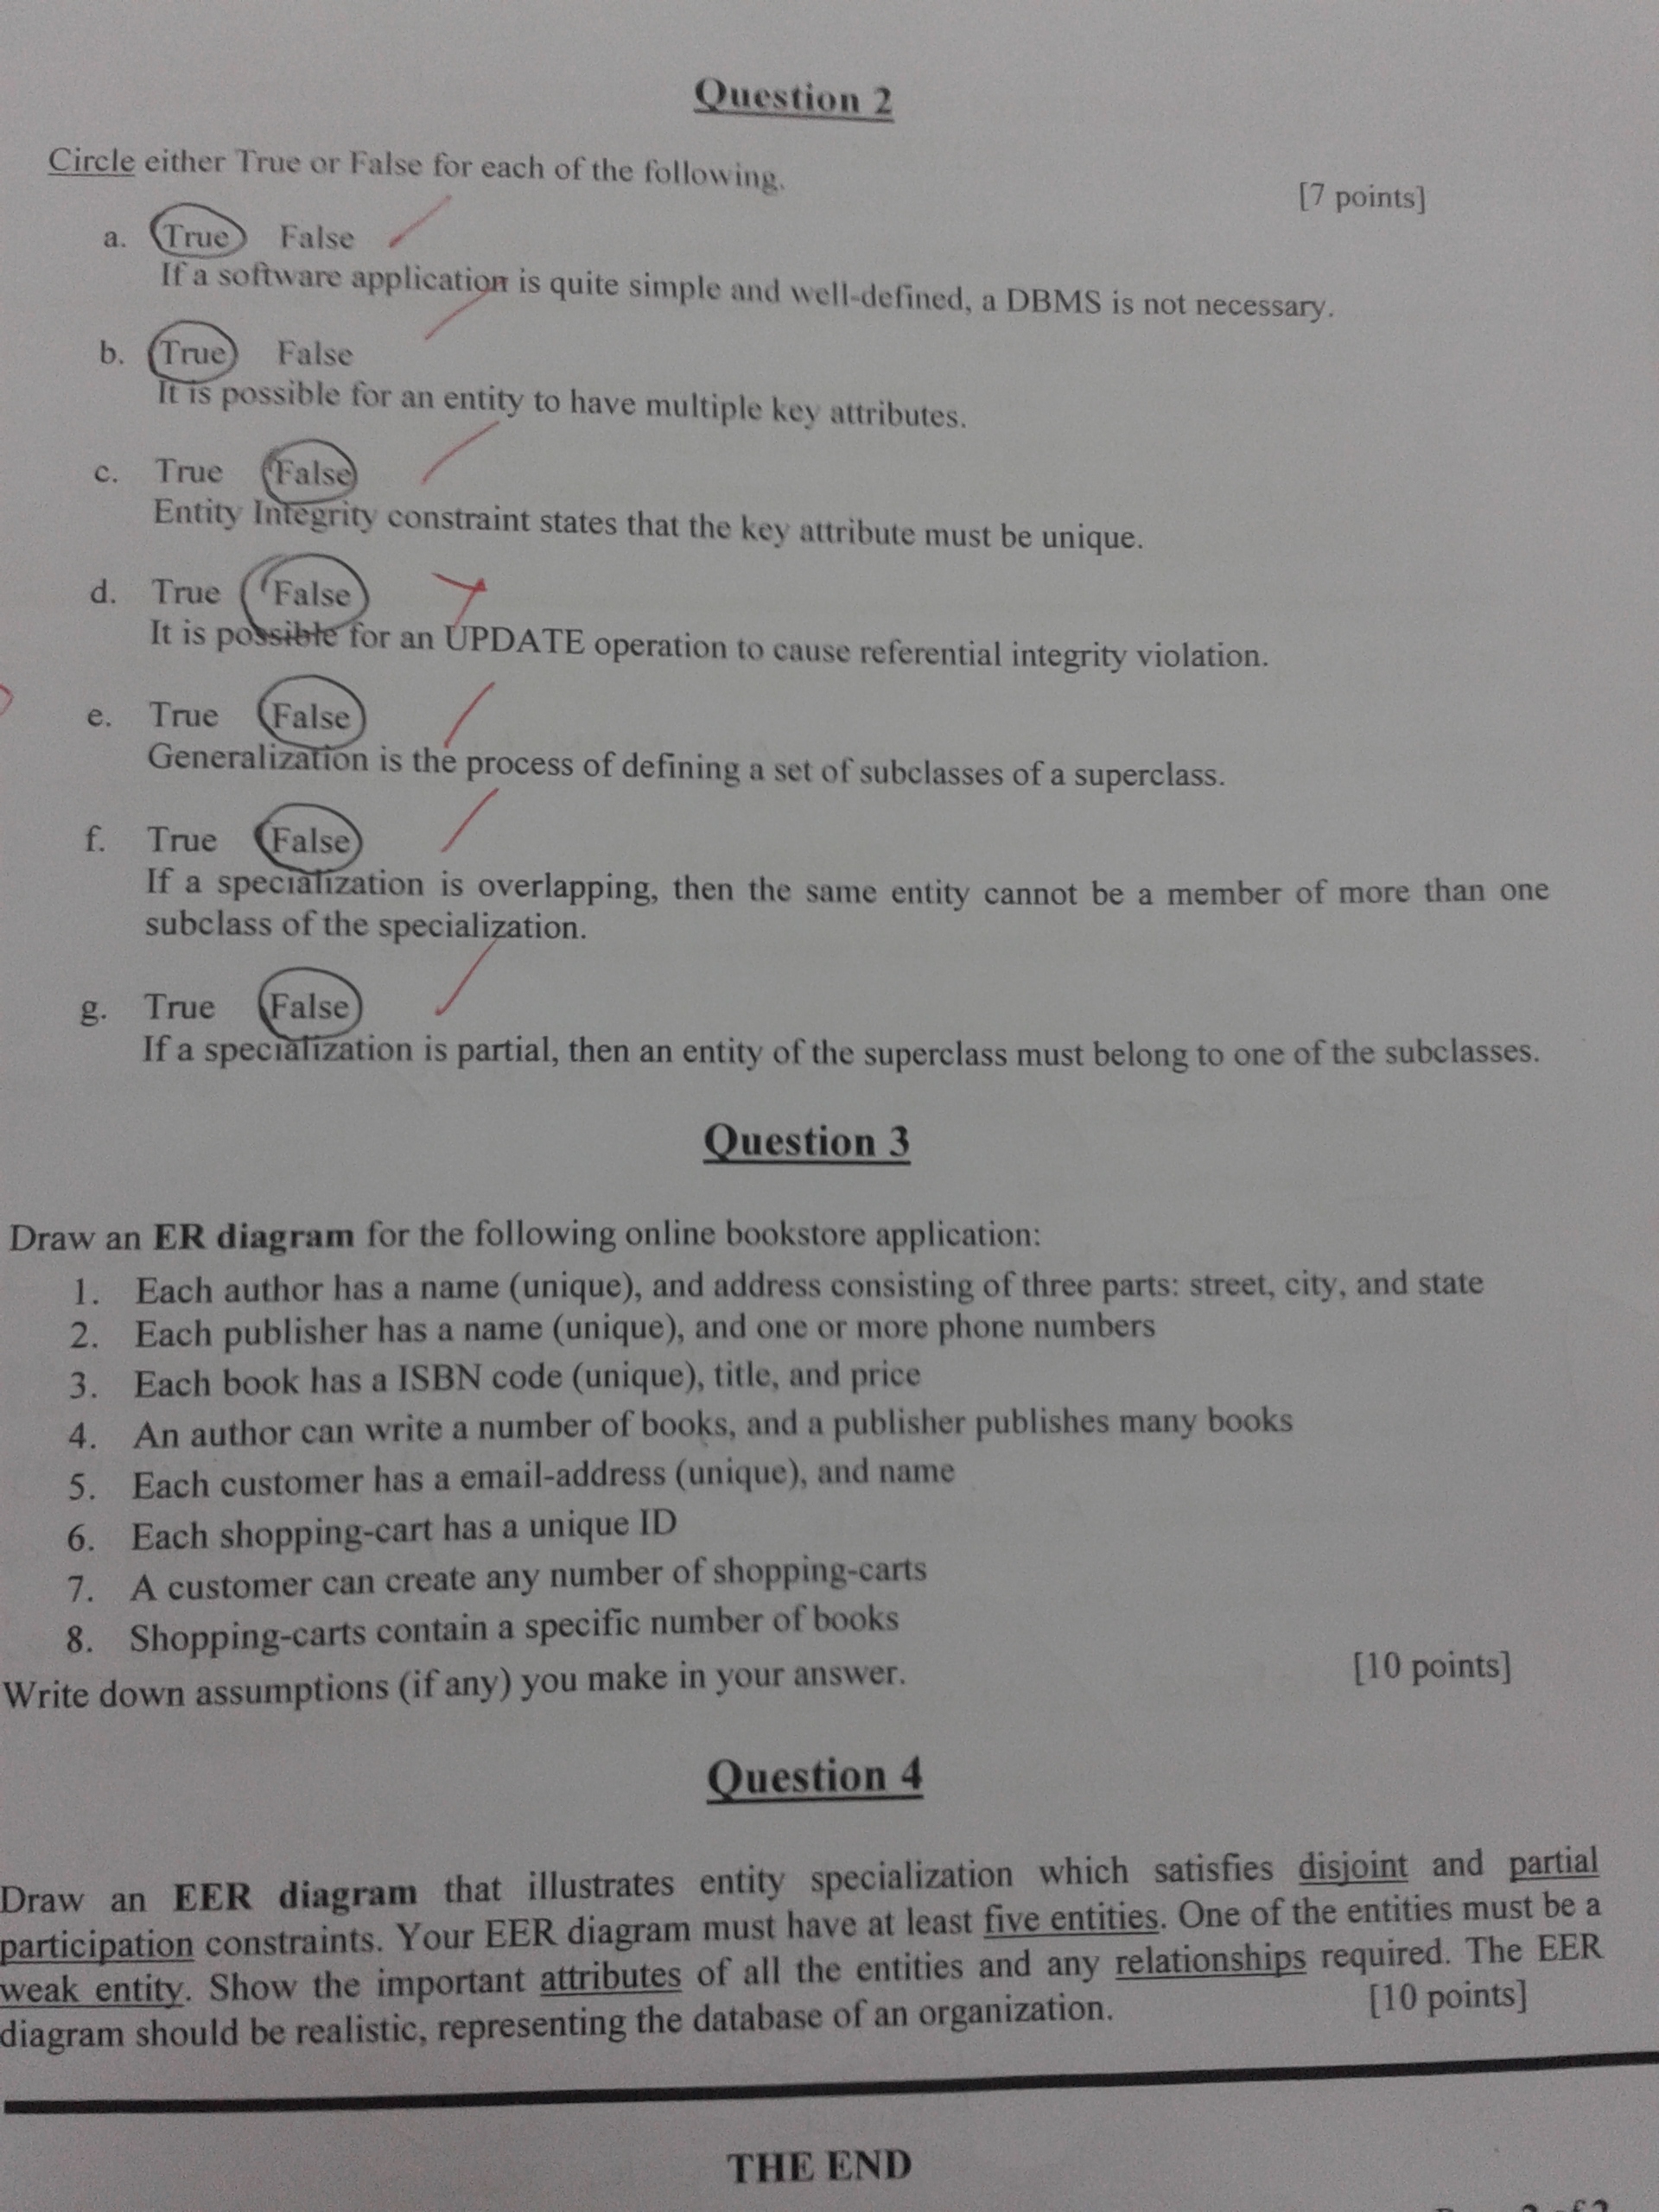 Question 2
Circle either True or False for each of the following.
[7 points]
a. True False
If a software application is quite simple and well-defined, a DBMS is not necessary.
b. True False
It is possible for an entity to have multiple key attributes.
c. True False
Entity Integrity constraint states that the key attribute must be unique.
d. True False
It is possible for an UPDATE operation to cause referential integrity violation.
e. True False
Generalization is the process of defining a set of subclasses of a superclass.
f. True False
If a specialization is overlapping, then the same entity cannot be a member of more than one
subclass of the specialization.
g. True False
If a specialization is partial, then an entity of the superclass must belong to one of the subclasses.
Question 3
Draw an ER diagram for the following online bookstore application:
1. Each author has a name (unique), and address consisting of three parts: street, city, and state
2. Each publisher has a name (unique), and one or more phone numbers
3. Each book has a ISBN code (unique), title, and price
4. An author can write a number of books, and a publisher publishes many books
5. Each customer has a email-address (unique), and name
6. Each shopping-cart has a unique ID
7. A customer can create any number of shopping-carts
8. Shopping-carts contain a specific number of books
Write down assumptions (if any) you make in your answer.
[10 points]
Question 4
Draw an EER diagram that illustrates entity specialization which satisfies disjoint and partial
participation constraints. Your EER diagram must have at least five entities. One of the entities must be a
weak entity. Show the important attributes of all the entities and any relationships required. The EER
diagram should be realistic, representing the database of an organization.
[10 points]
THE END